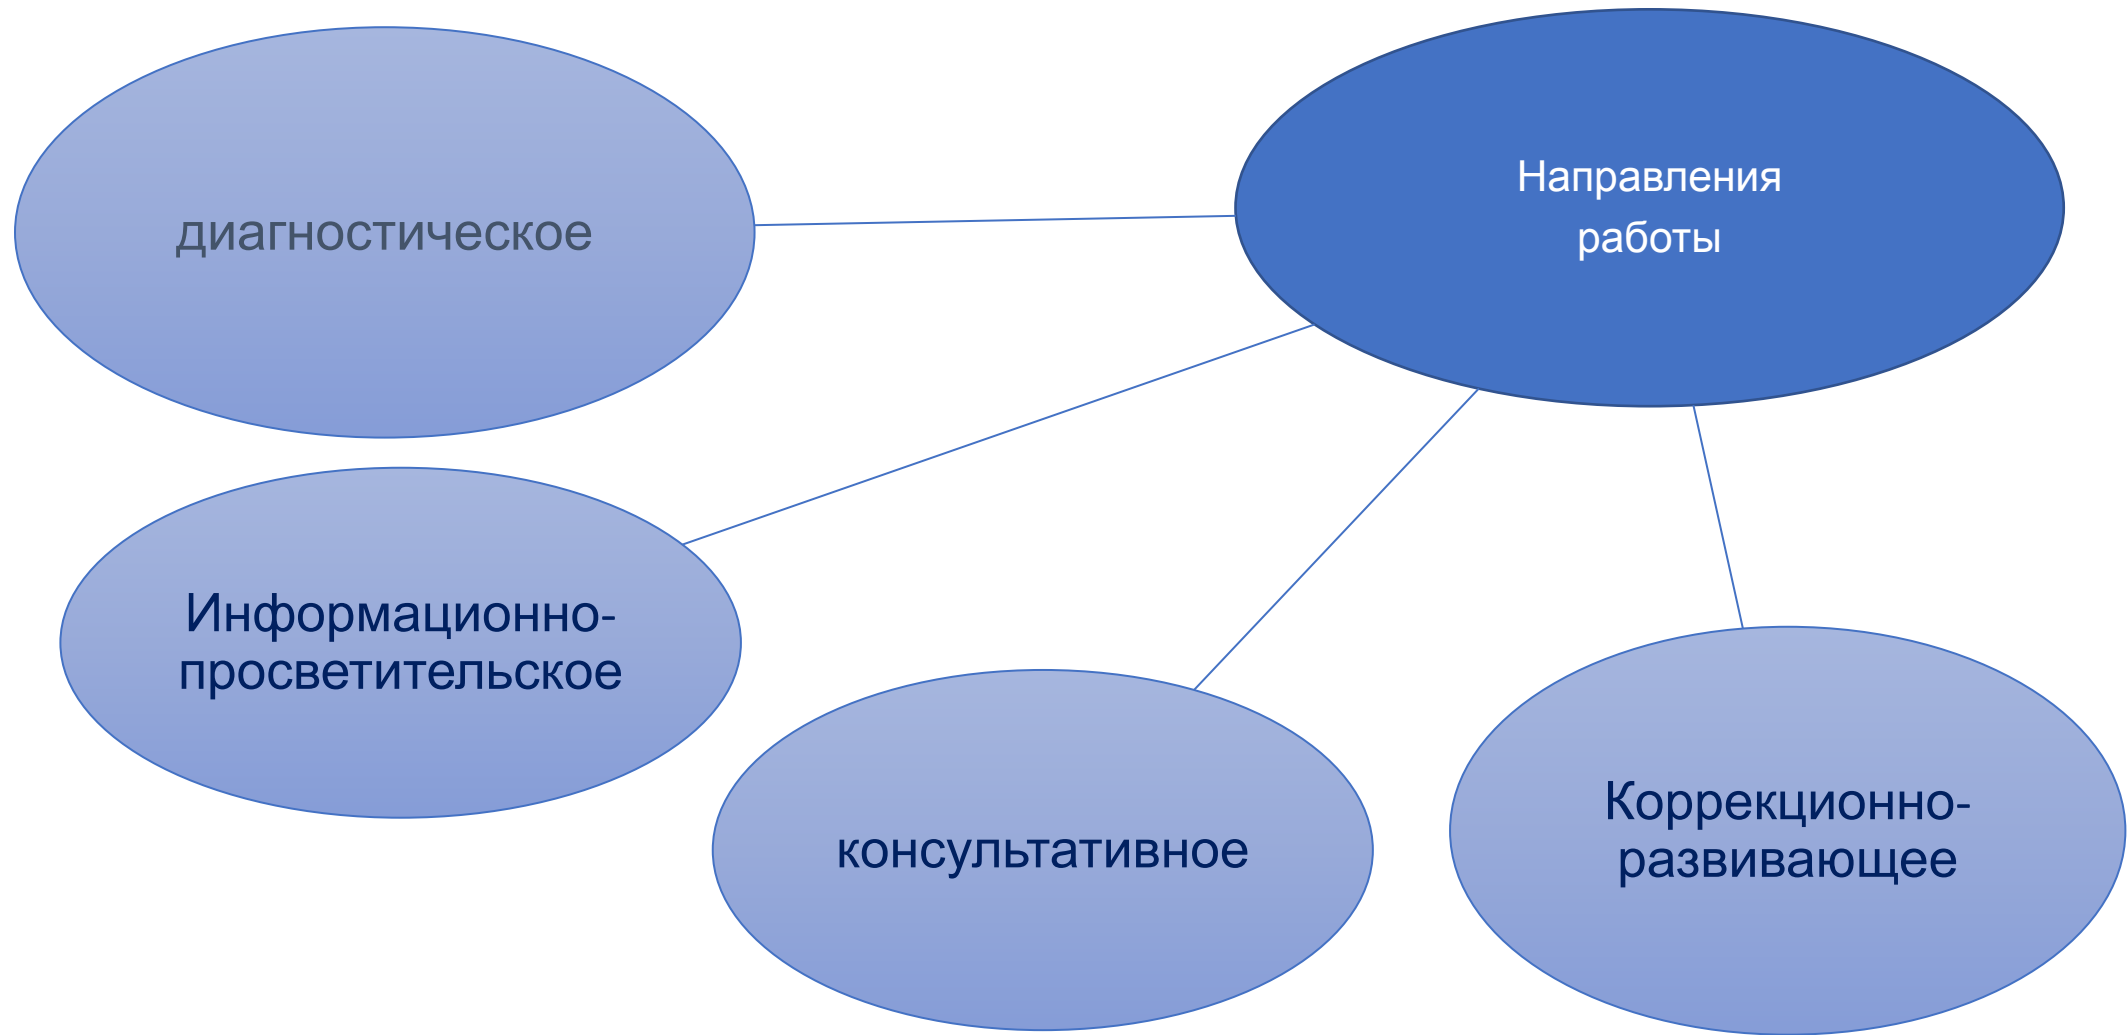 Направления
работы
диагностическое
Информационно-
просветительское
консультативное
Коррекционно-
развивающее